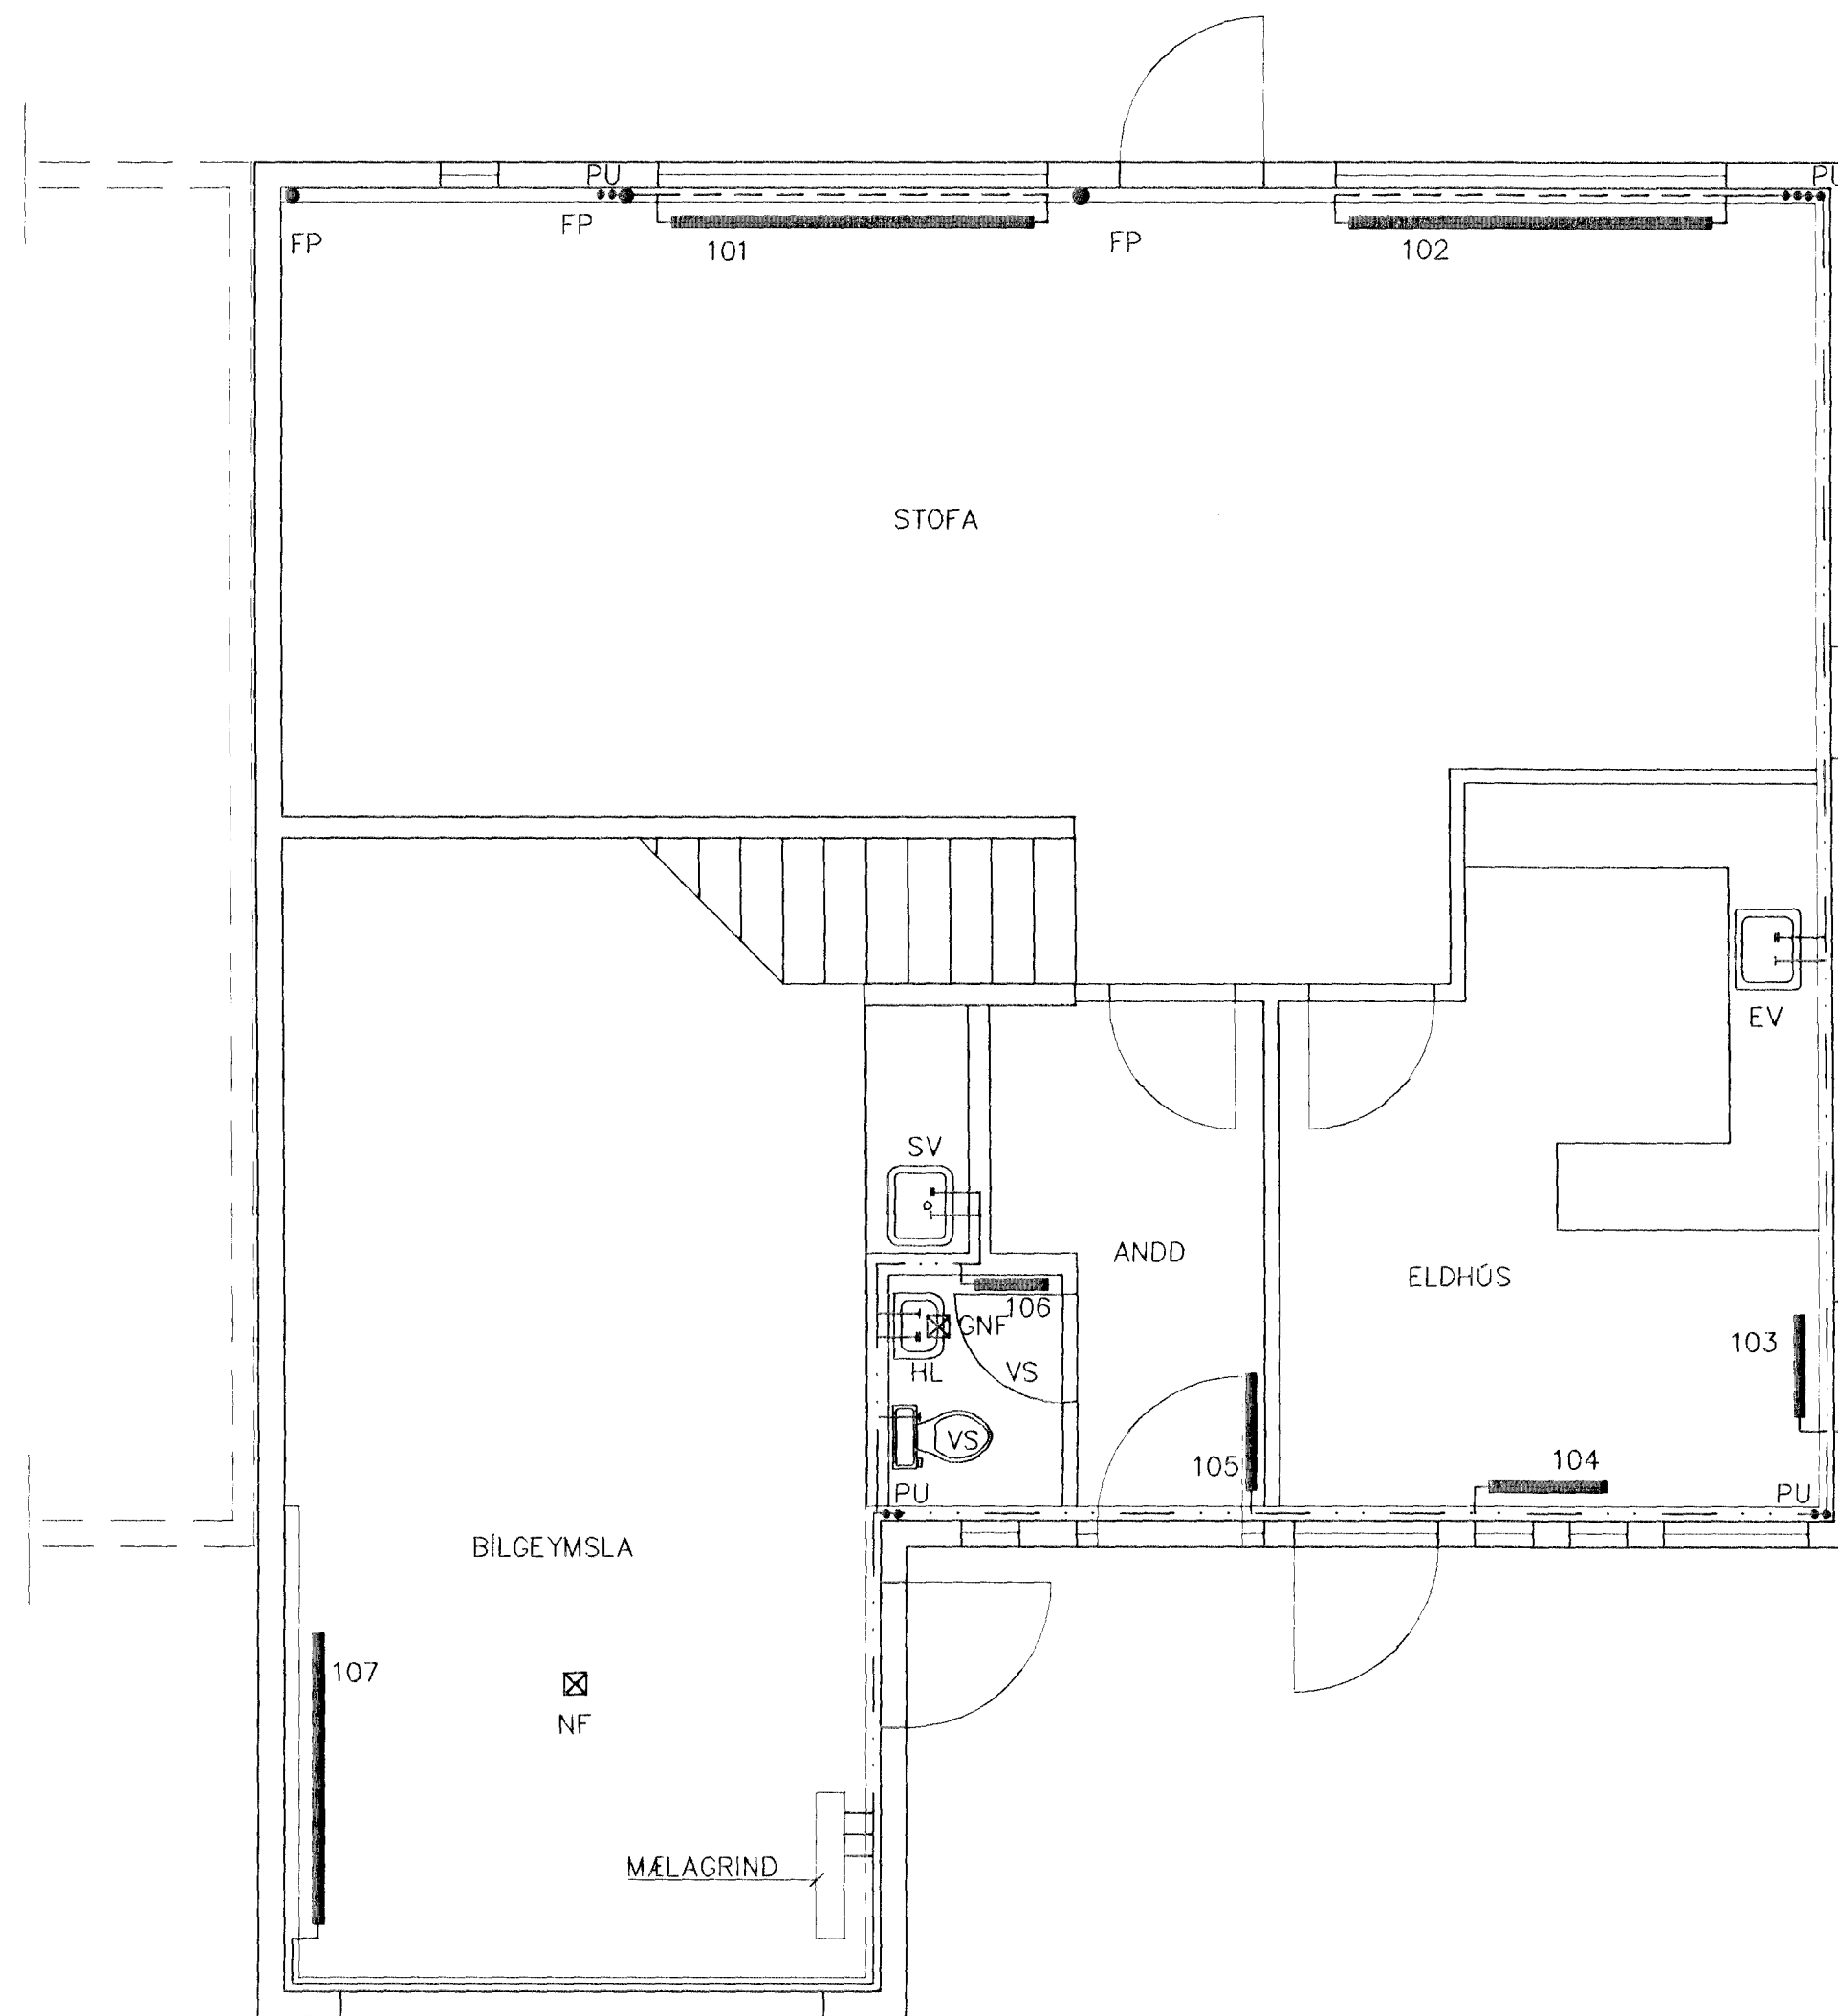 PU
PU
FP
FP
101
FP
102
STOFA
EV
SV
ANDD
ELDHÚS
106
GNF
103
HL
VS
VS
105
104
PU
PU
BÍLGEYMSLA
107
NF
MÆLAGRIND